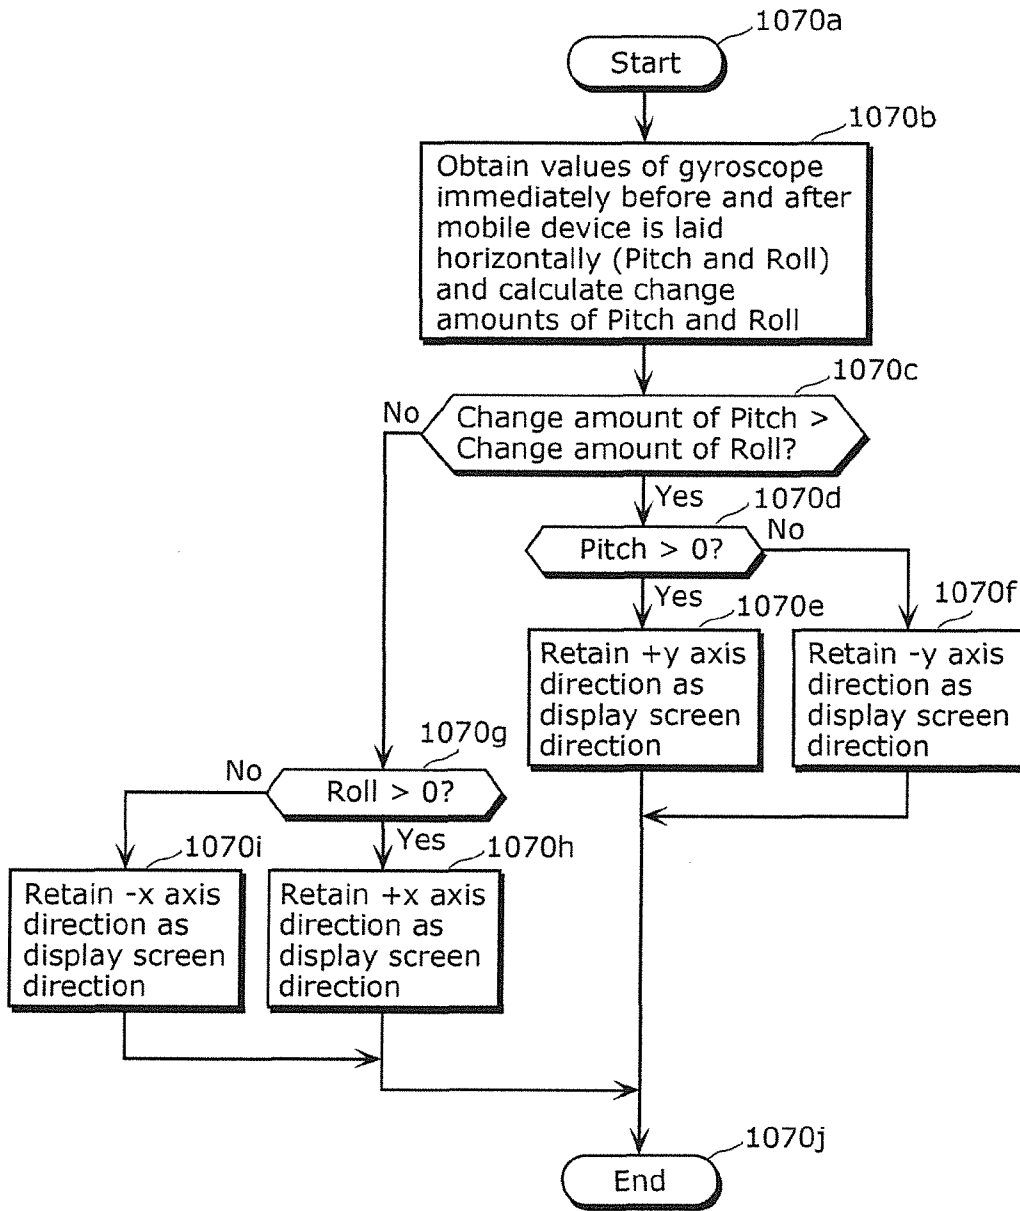 1070a
Start
1070b
Obtain values of gyroscope
immediately before and after
mobile device is laid
horizontally (Pitch and Roll)
and calculate change
amounts of Pitch and Roll
1070c
No
Change amount of Pitch >
Change amount of Roll?
Yes
1070d
Pitch > 0?
No
Yes
1070e
1070f
Retain +y axis
direction as
display screen
direction
Retain -y axis
direction as
display screen
direction
1070g
No
Roll > 0?
Yes
1070i
1070h
Retain -x axis
direction as
display screen
direction
Retain +x axis
direction as
display screen
direction
1070j
End